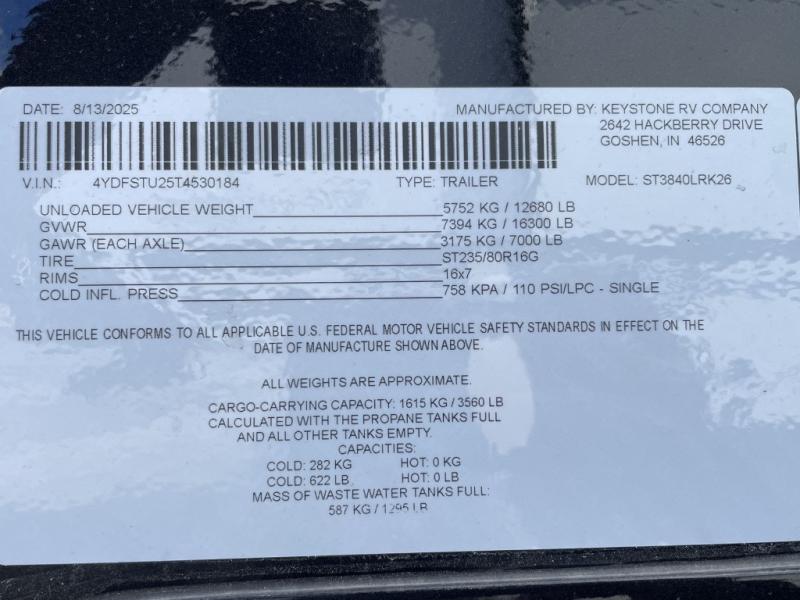 DATE: 8/13/2025 MANUFACTURED BY: KEYSTONE RV COMPANY
2642 HACKBERRY DRIVE
GOSHEN, IN 46526
V.I.N.: 4YDFSTU25T4530184 TYPE: TRAILER MODEL: ST3840LRK26
UNLOADED VEHICLE WEIGHT 5752 KG / 12680 LB
GVWR 7394 KG / 16300 LB
GAWR (EACH AXLE) 3175 KG / 7000 LB
TIRE ST235/80R16G
RIMS 16x7
COLD INFL. PRESS 758 KPA / 110 PSI/LPC - SINGLE
THIS VEHICLE CONFORMS TO ALL APPLICABLE U.S. FEDERAL MOTOR VEHICLE SAFETY STANDARDS IN EFFECT ON THE
DATE OF MANUFACTURE SHOWN ABOVE.
ALL WEIGHTS ARE APPROXIMATE.
CARGO-CARRYING CAPACITY: 1615 KG / 3560 LB
CALCULATED WITH THE PROPANE TANKS FULL
AND ALL OTHER TANKS EMPTY.
CAPACITIES:
COLD: 282 KG HOT: 0 KG
COLD: 622 LB HOT: 0 LB
MASS OF WASTE WATER TANKS FULL:
587 KG / 1295 LB